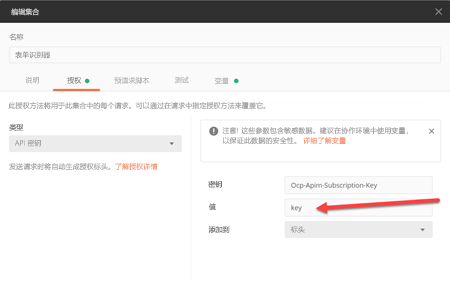 编辑集合
名称
表单识别器
说明 授权 预请求脚本 测试 变量
此授权方法将用于此集合中的每个请求。可以通过在请求中指定授权方法来覆盖它。
类型
API 密钥
发送请求时将自动生成授权标头。了解授权详情
注意! 这些参数包含敏感数据。建议在协作环境中使用变量，
以保证此数据的安全性。 详细了解变量
密钥 Ocp-Apim-Subscription-Key
值 key
添加到 标头